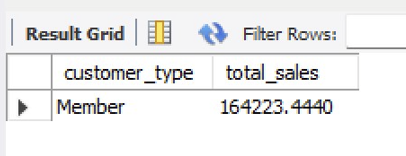 Result Grid Filter Rows:
customer_type total_sales
Member 164223.4440